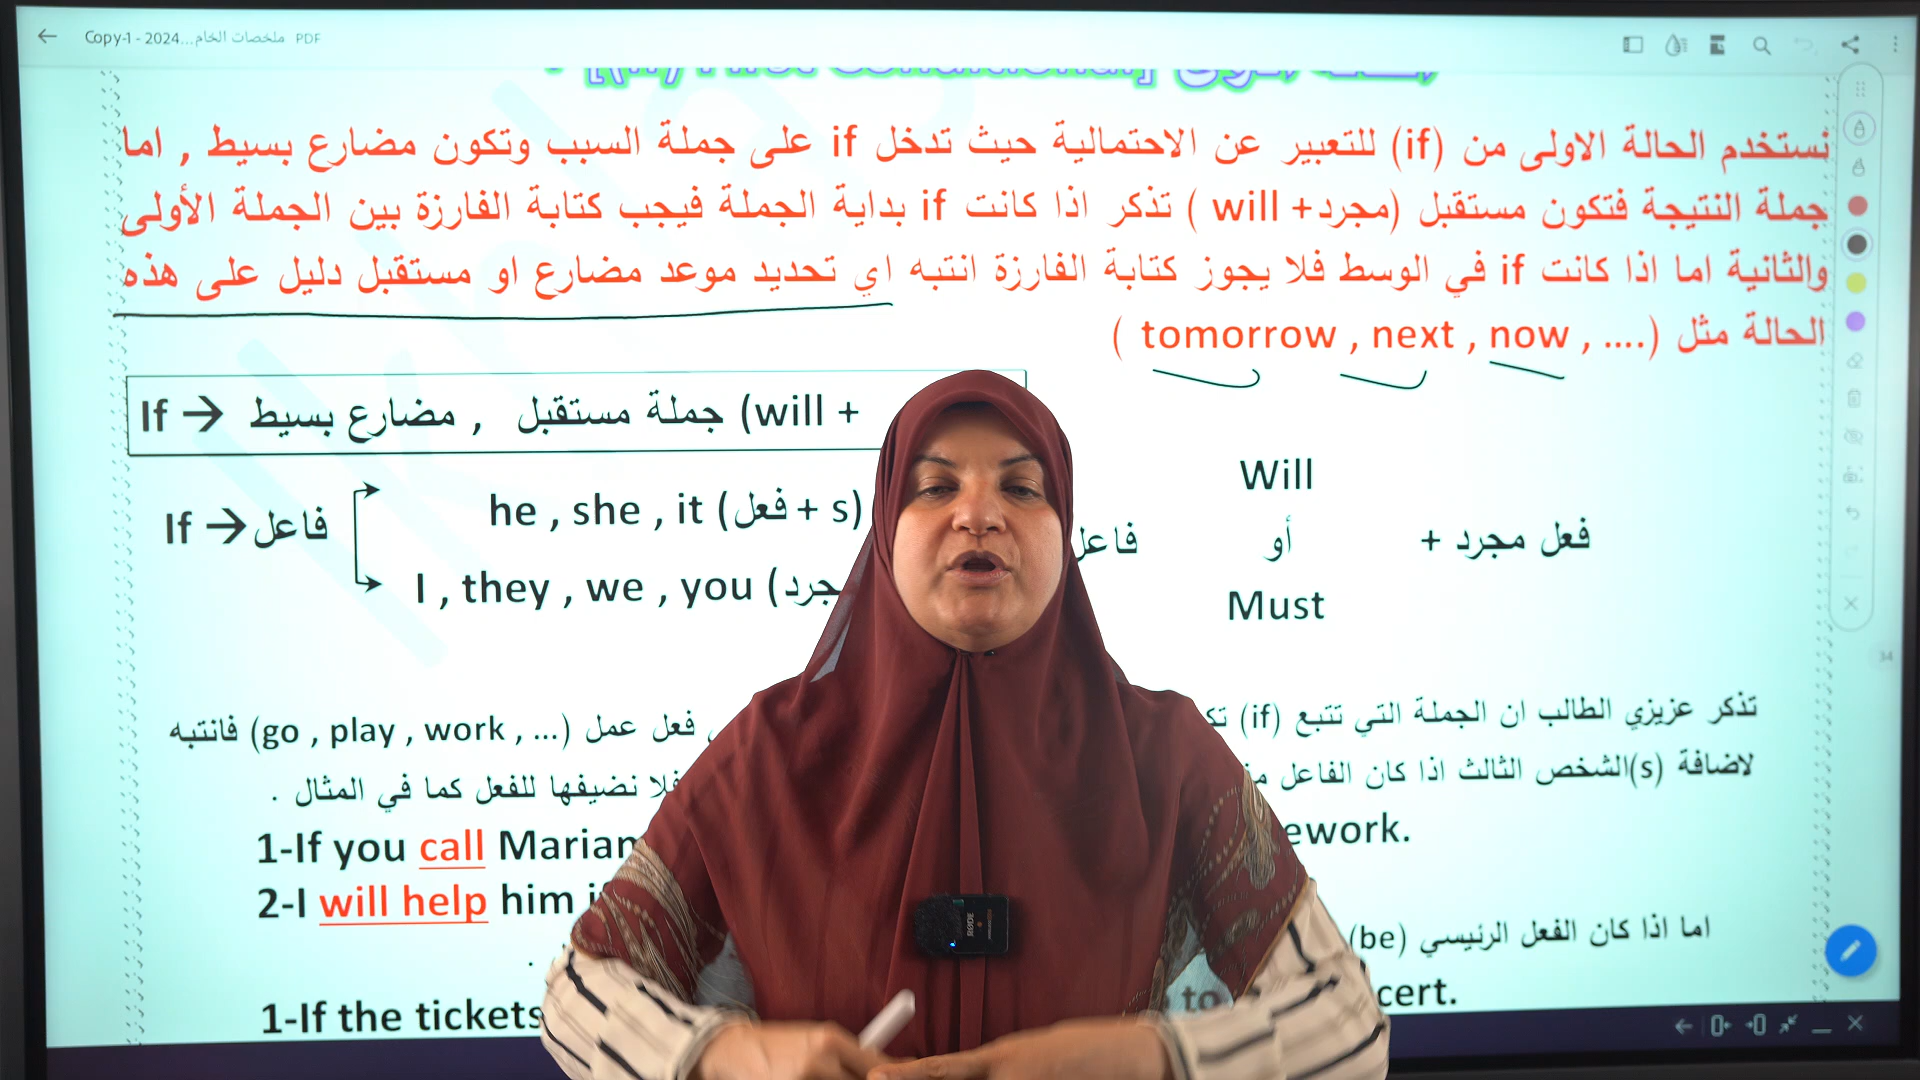 Copy-1 - 2024...ملخصات الخام PDF
نستخدم الحالة الاولى من (if) للتعبير عن الاحتمالية حيث تدخل if على جملة السبب وتكون مضارع بسيط , اما
جملة النتيجة فتكون مستقبل (مجرد+ will ) تذكر اذا كانت if بداية الجملة فيجب كتابة الفارزة بين الجملة الأولى
والثانية اما اذا كانت if في الوسط فلا يجوز كتابة الفارزة انتبه اي تحديد موعد مضارع او مستقبل دليل على هذه
الحالة مثل (.... , tomorrow , next , now )
If → مضارع بسيط , جملة مستقبل (will +
he , she , it (فعل + s)
If → فاعل
I , they , we , you (
فاعل
Will
أو
Must
+ فعل مجرد
تذكر عزيزي الطالب ان الجملة التي تتبع (if) فعل عمل (go , play , work , ...) فانتبه
لاضافة (s)الشخص الثالث اذا كان الفاعل فلا نضيفها للفعل كما في المثال .
1-If you call
2-I will help him
اما اذا كان الفعل الرئيسي (be)
1-If the tickets to
34
RØDE